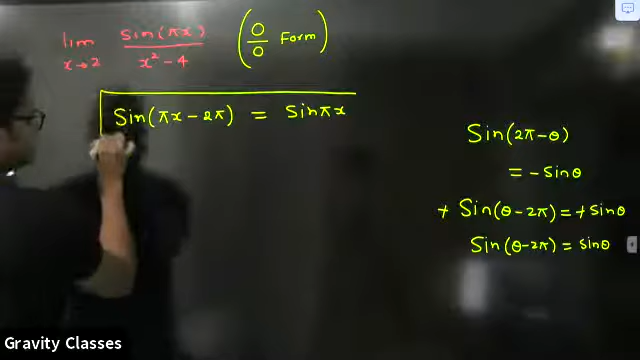 lim x→2 sin(πx) / x² - 4 (0/0 Form)
Sin(πx - 2π) = Sinπx
Sin(2π-θ)
= - sinθ
+ Sin(θ-2π) = + sinθ
Sin(θ-2π) = sinθ
Gravity Classes